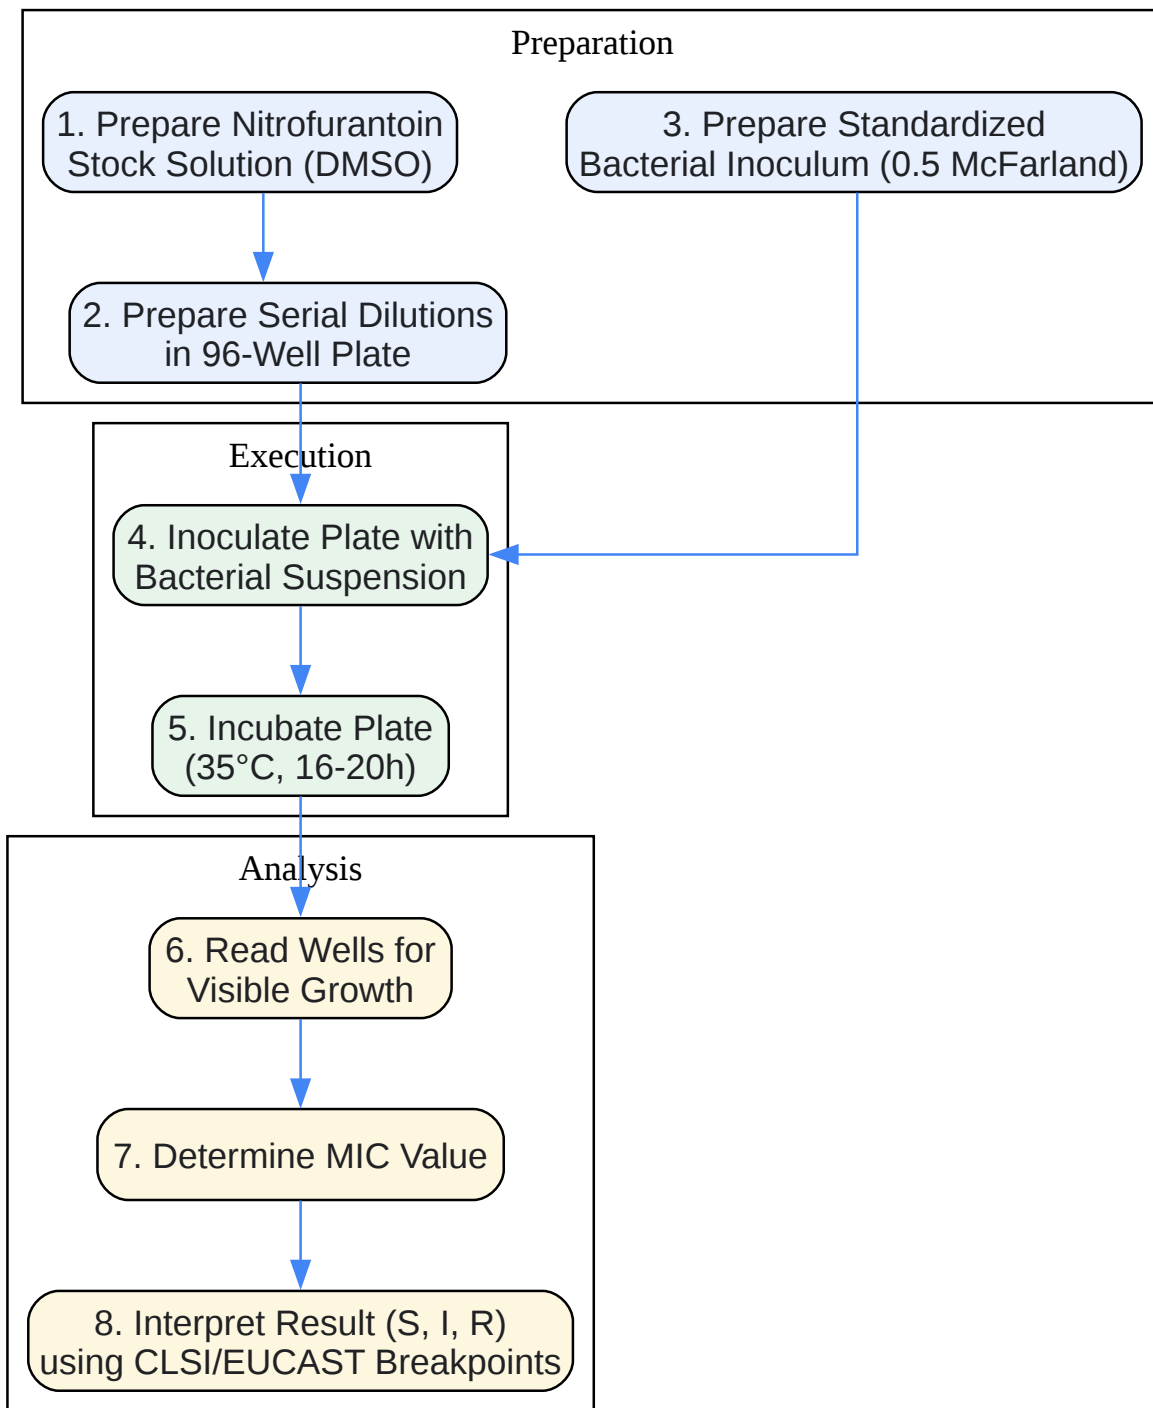 Preparation
1. Prepare Nitrofurantoin
Stock Solution (DMSO)
3. Prepare Standardized
Bacterial Inoculum (0.5 McFarland)
2. Prepare Serial Dilutions
in 96-Well Plate
Execution
4. Inoculate Plate with
Bacterial Suspension
5. Incubate Plate
(35°C, 16-20h)
Analysis
6. Read Wells for
Visible Growth
7. Determine MIC Value
8. Interpret Result (S, I, R)
using CLSI/EUCAST Breakpoints